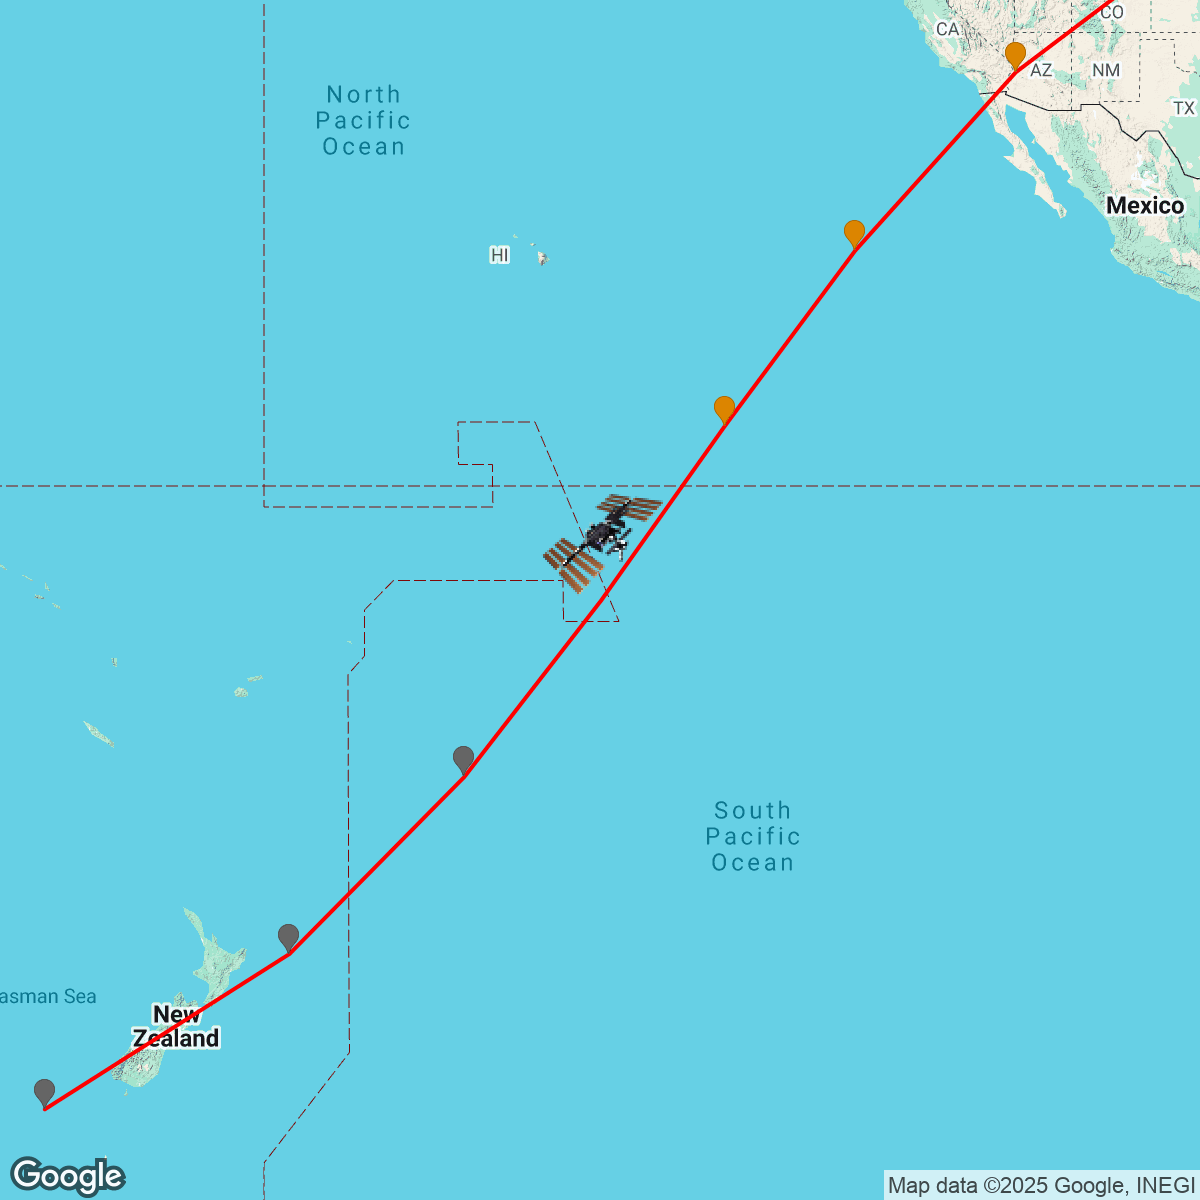 CO
CA
AZ
NM
TX
North
Pacific
Ocean
Mexico
HI
South
Pacific
Ocean
asman Sea
New
Zealand
Google
Map data ©2025 Google, INEGI